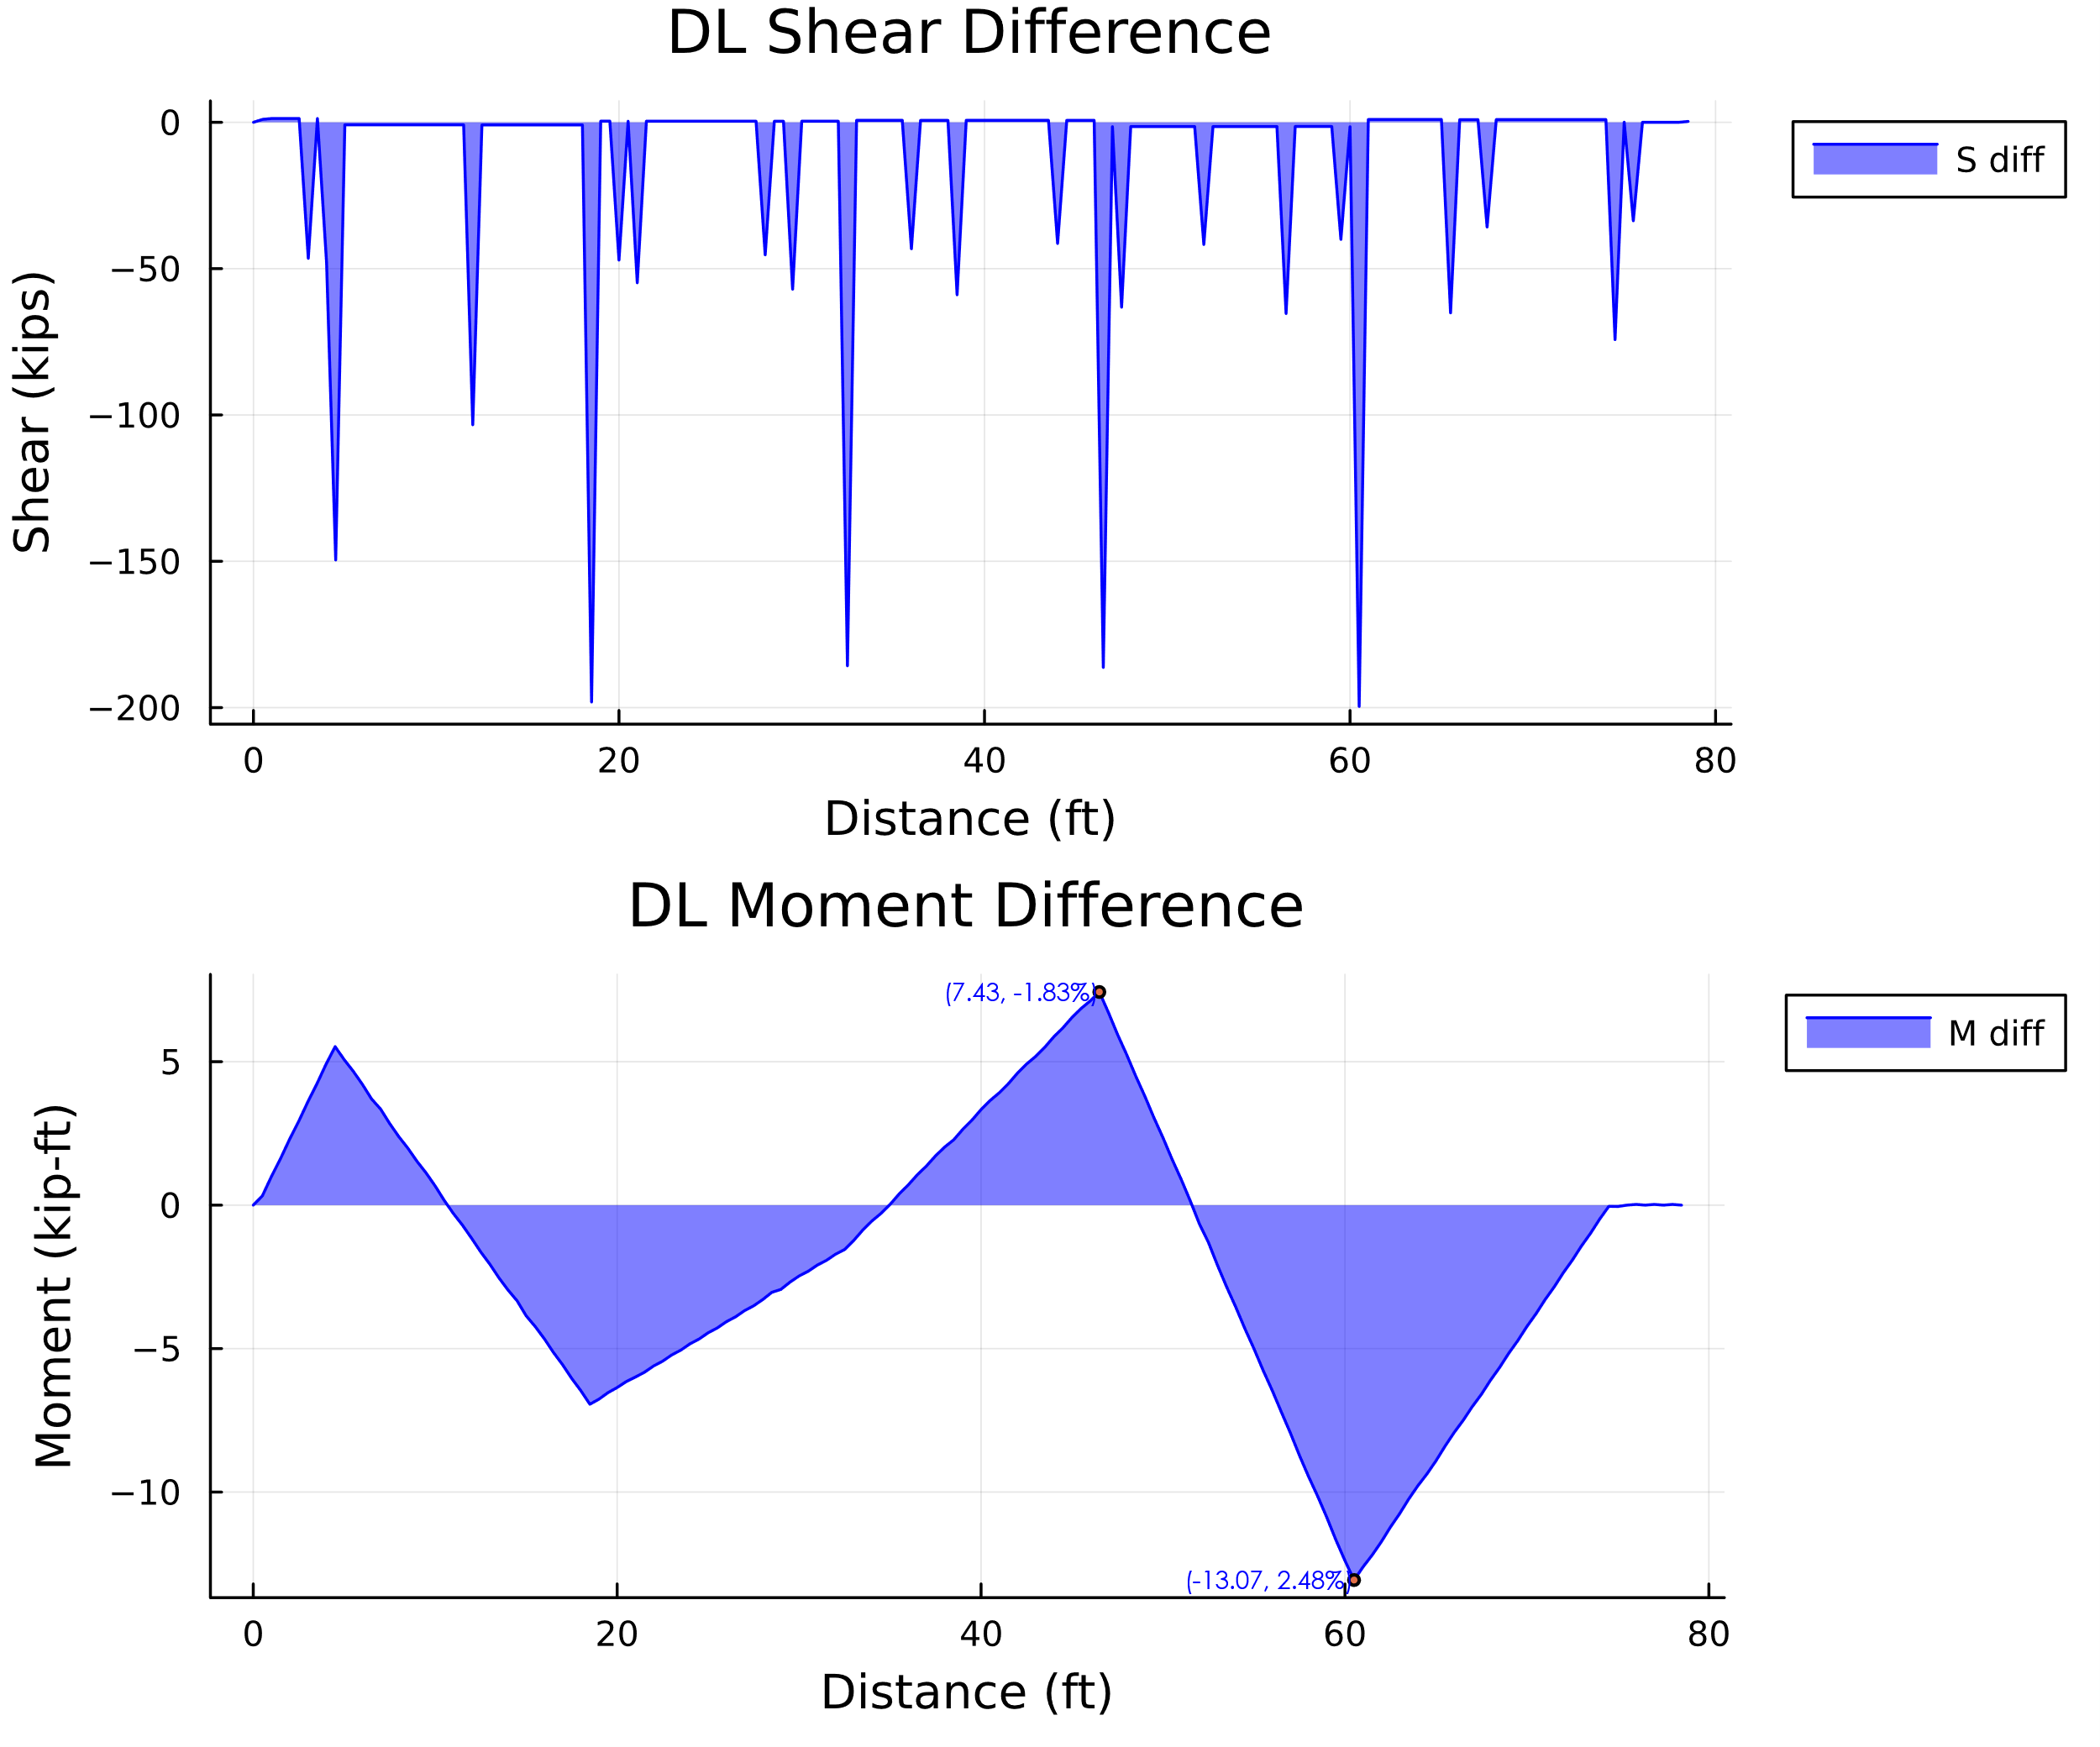 DL Shear Difference
0
−50
−100
−150
−200
Shear (kips)
S diff
0 20 40 60 80
Distance (ft)
DL Moment Difference
(7.43, -1.83%)
5
0
−5
−10
Moment (kip-ft)
M diff
(-13.07, 2.48%)
0 20 40 60 80
Distance (ft)